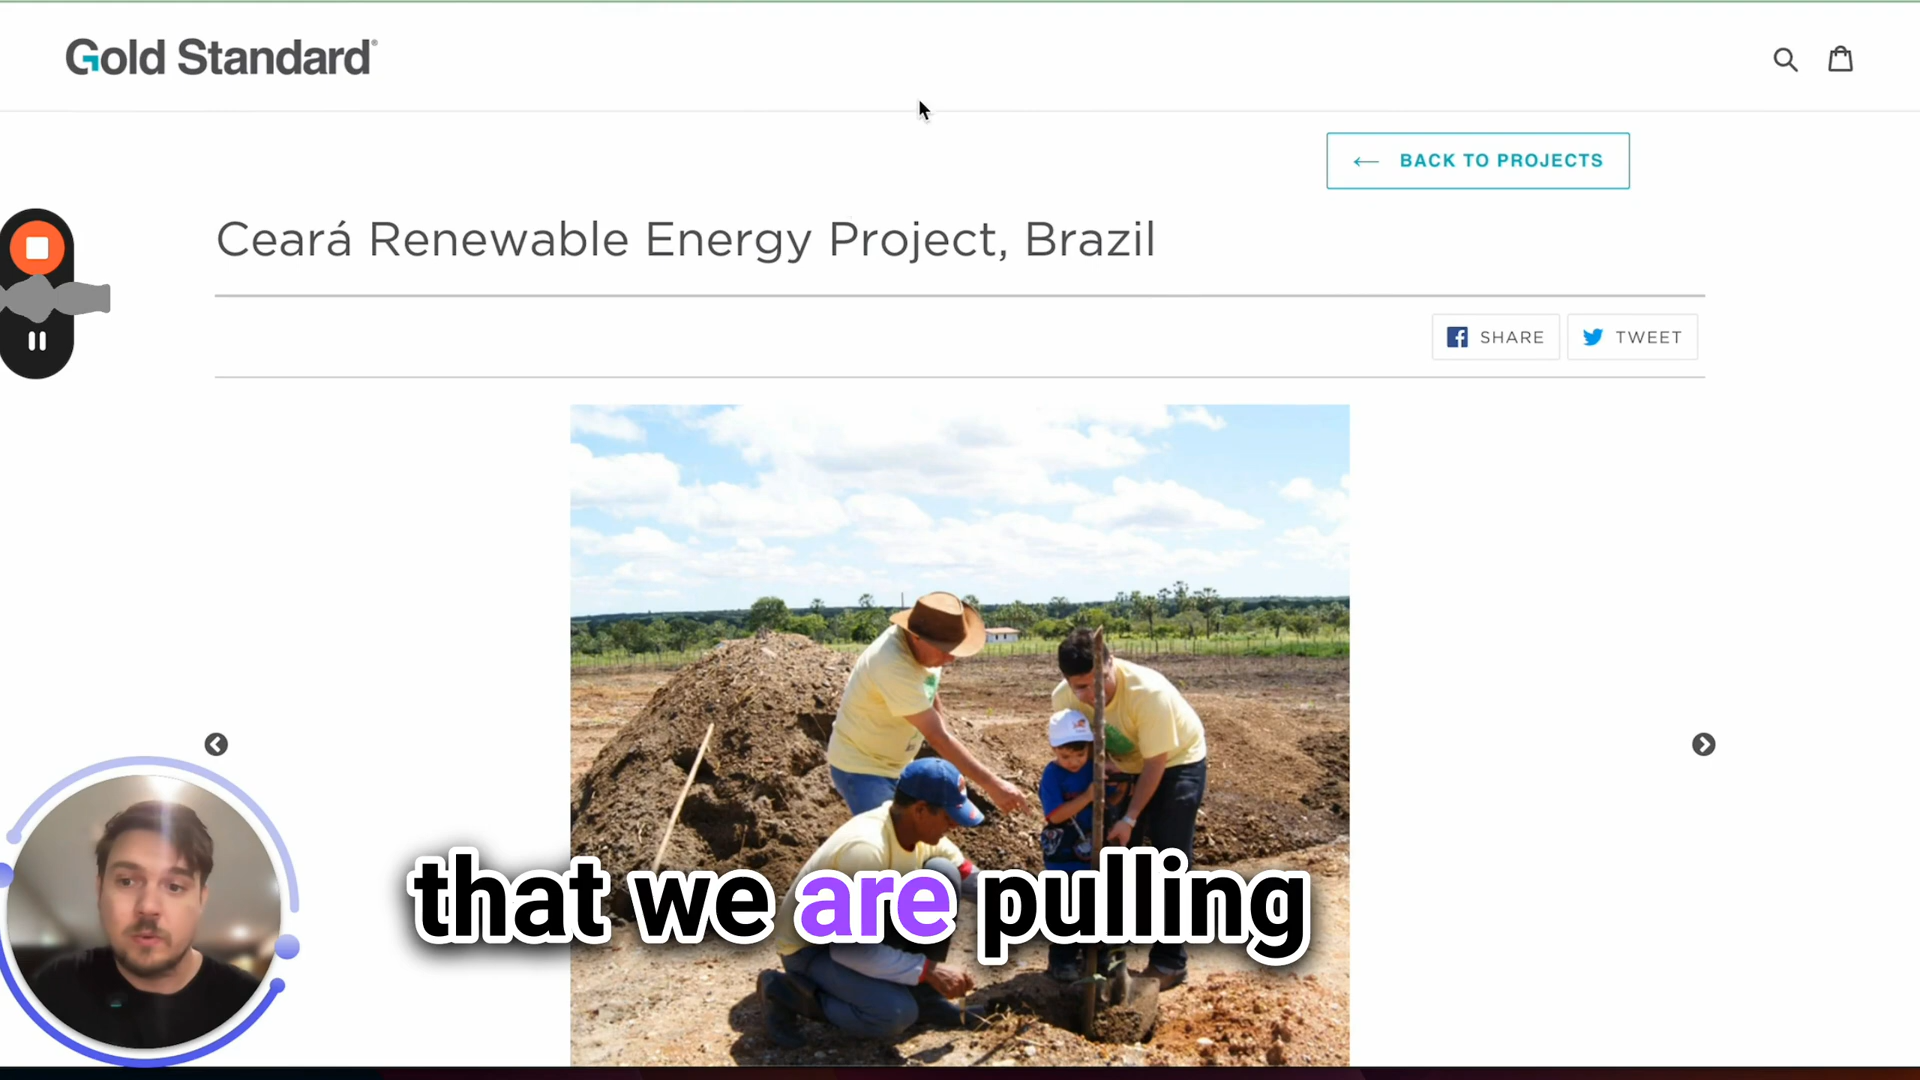 Gold Standard®
← BACK TO PROJECTS
Ceará Renewable Energy Project, Brazil
SHARE
TWEET
that we are pulling